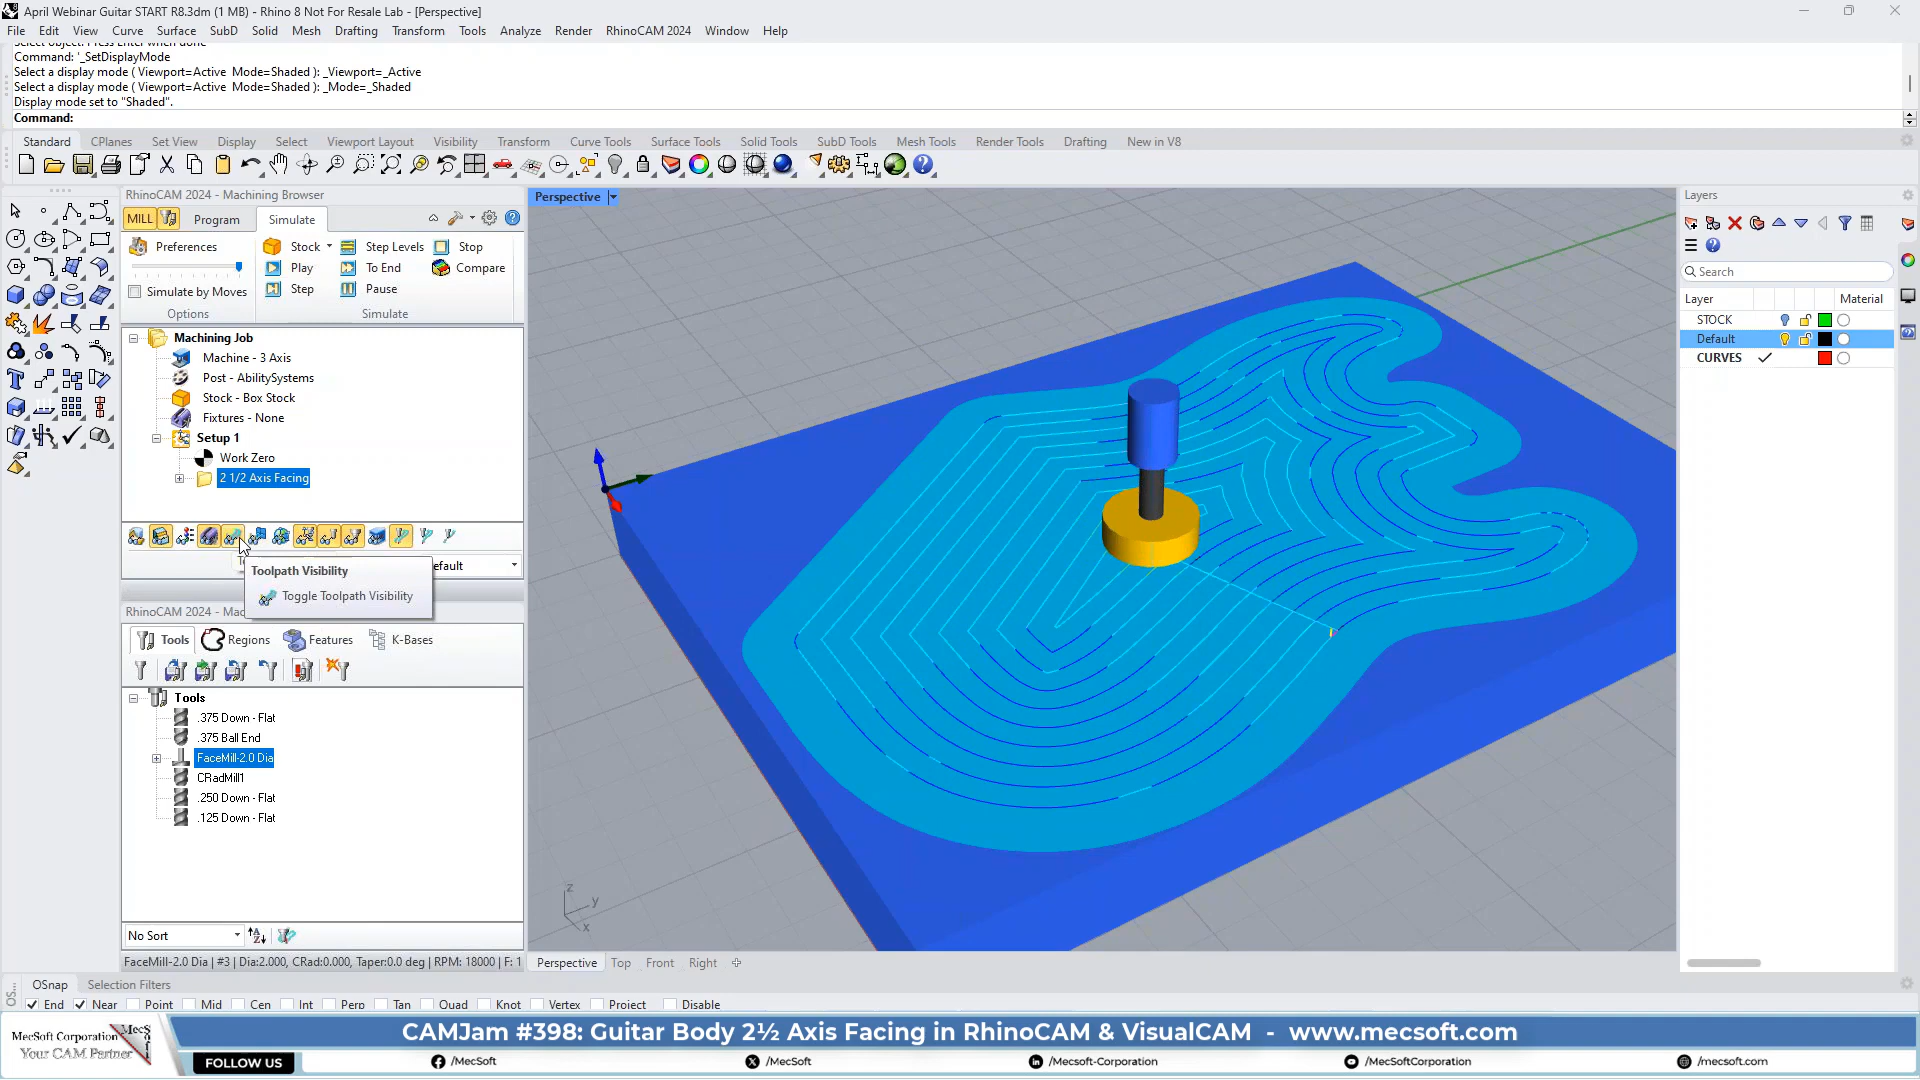 April Webinar Guitar START R8.3dm (1 MB) - Rhino 8 Not For Resale Lab - [Perspective]
File Edit View Curve Surface SubD Solid Mesh Drafting Transform Tools Analyze Render RhinoCAM 2024 Window Help
Select object. Press Enter when done
Command: '_SetDisplayMode
Select a display mode ( Viewport=Active Mode=Shaded ): _Viewport=_Active
Select a display mode ( Viewport=Active Mode=Shaded ): _Mode=_Shaded
Display mode set to "Shaded".
Command:
Standard CPlanes Set View Display Select Viewport Layout Visibility Transform Curve Tools Surface Tools Solid Tools SubD Tools Mesh Tools Render Tools Drafting New in V8
RhinoCAM 2024 - Machining Browser
MILL Program Simulate
Preferences Stock Step Levels Stop
Play To End Compare
Simulate by Moves Step Pause
Options Simulate
Machining Job
Machine - 3 Axis
Post - AbilitySystems
Stock - Box Stock
Fixtures - None
Setup 1
Work Zero
2 1/2 Axis Facing
efault
Toolpath Visibility
Toggle Toolpath Visibility
RhinoCAM 2024 - Mac
Tools Regions Features K-Bases
Tools
.375 Down - Flat
.375 Ball End
FaceMill-2.0 Dia
CRadMill1
.250 Down - Flat
.125 Down - Flat
No Sort
FaceMill-2.0 Dia | #3 | Dia:2.000, CRad:0.000, Taper:0.0 deg | RPM: 18000 | F: 1
Perspective
z
y
x
Perspective Top Front Right
Layers
Search
Layer Material
STOCK
Default
CURVES
OSnap Selection Filters
End Near Point Mid Cen Int Perp Tan Quad Knot Vertex Project Disable
MecSoft Corporation
Your CAM Partner
CAMJam #398: Guitar Body 2½ Axis Facing in RhinoCAM & VisualCAM - www.mecsoft.com
FOLLOW US /MecSoft /MecSoft /Mecsoft-Corporation /MecSoftCorporation /mecsoft.com